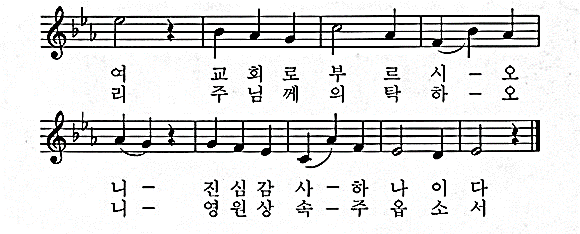 여 교 회 로 부 르 시 - 오
리 주 님 께 의 탁 하 - 오
니 - 진 심 감 사 - 하 나 이 다
니 - 영 원 상 속 - 주 옵 소 서